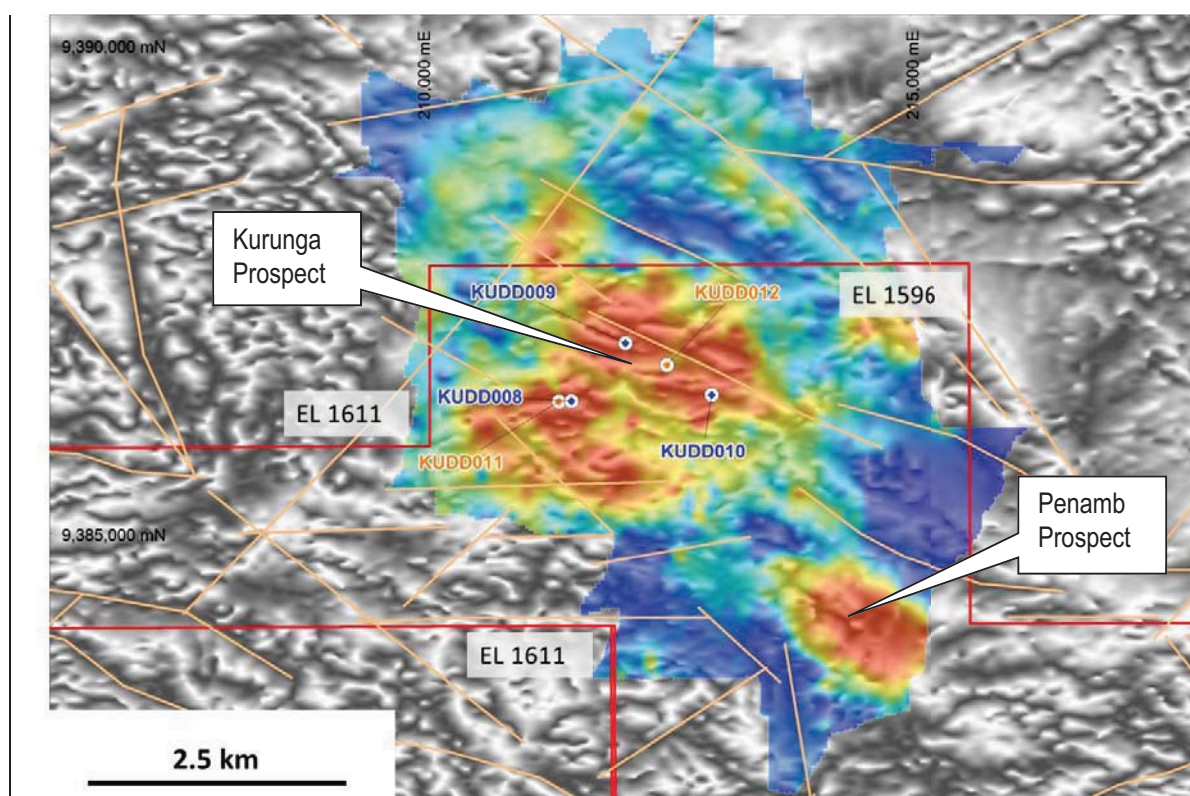 9,390,000 mN
210,000 mE
215,000 mE
Kurunga
Prospect
KUDD009
KUDD012
EL 1596
EL 1611
KUDD008
KUDD011
KUDD010
Penamb
Prospect
9,385,000 mN
EL 1611
2.5 km